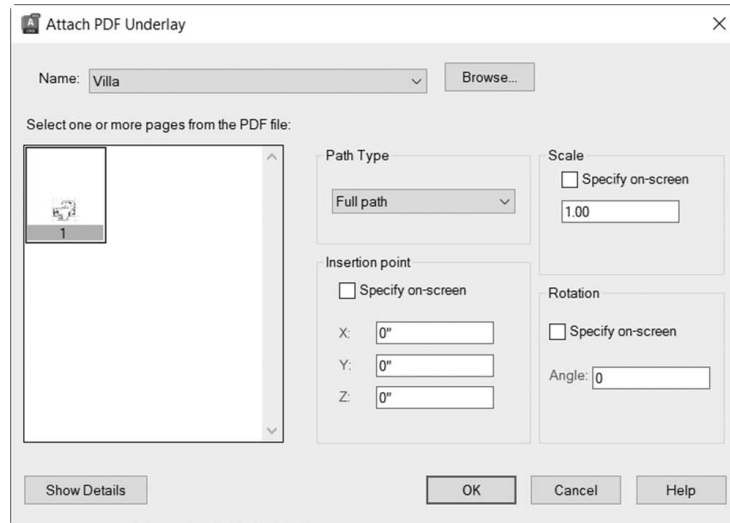 Attach PDF Underlay
Name: Villa Browse...
Select one or more pages from the PDF file:
1
Path Type
Full path
Insertion point
Specify on-screen
X: 0"
Y: 0"
Z: 0"
Scale
Specify on-screen
1.00
Rotation
Specify on-screen
Angle: 0
Show Details OK Cancel Help